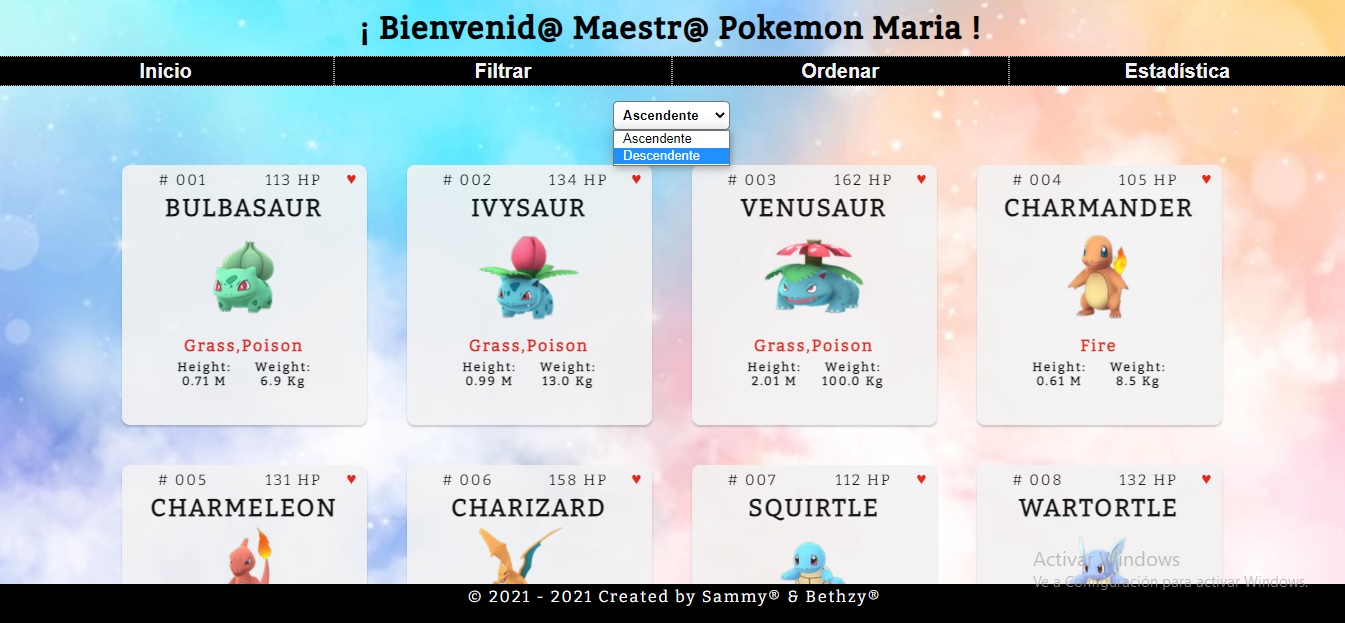 ¡ Bienvenid@ Maestr@ Pokemon Maria !
Inicio Filtrar Ordenar Estadística
Ascendente
Ascendente
Descendente
# 001 113 HP ♥ # 002 134 HP ♥ # 003 162 HP ♥ # 004 105 HP ♥
BULBASAUR IVYSAUR VENUSAUR CHARMANDER
Grass,Poison Grass,Poison Grass,Poison Fire
Height: Weight: Height: Weight: Height: Weight: Height: Weight:
0.71 M 6.9 Kg 0.99 M 13.0 Kg 2.01 M 100.0 Kg 0.61 M 8.5 Kg
# 005 131 HP ♥ # 006 158 HP ♥ # 007 112 HP ♥ # 008 132 HP ♥
CHARMELEON CHARIZARD SQUIRTLE WARTORTLE
Activar Windows
Ve a Configuración para activar Windows.
© 2021 - 2021 Created by Sammy® & Bethzy®